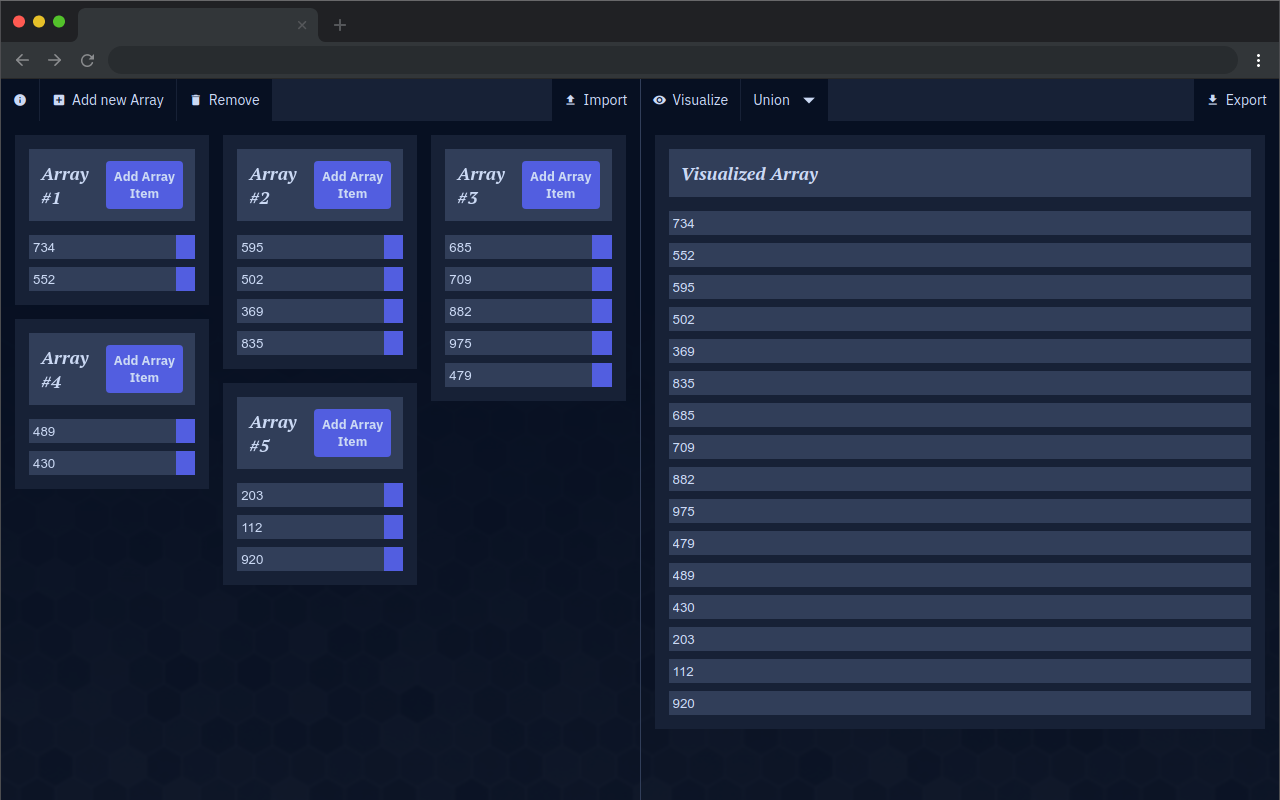 Add new Array
Remove
Import
Visualize
Union
Export
Array
#1
Add Array
Item
734
552
Array
#2
Add Array
Item
595
502
369
835
Array
#3
Add Array
Item
685
709
882
975
479
Array
#4
Add Array
Item
489
430
Array
#5
Add Array
Item
203
112
920
Visualized Array
734
552
595
502
369
835
685
709
882
975
479
489
430
203
112
920